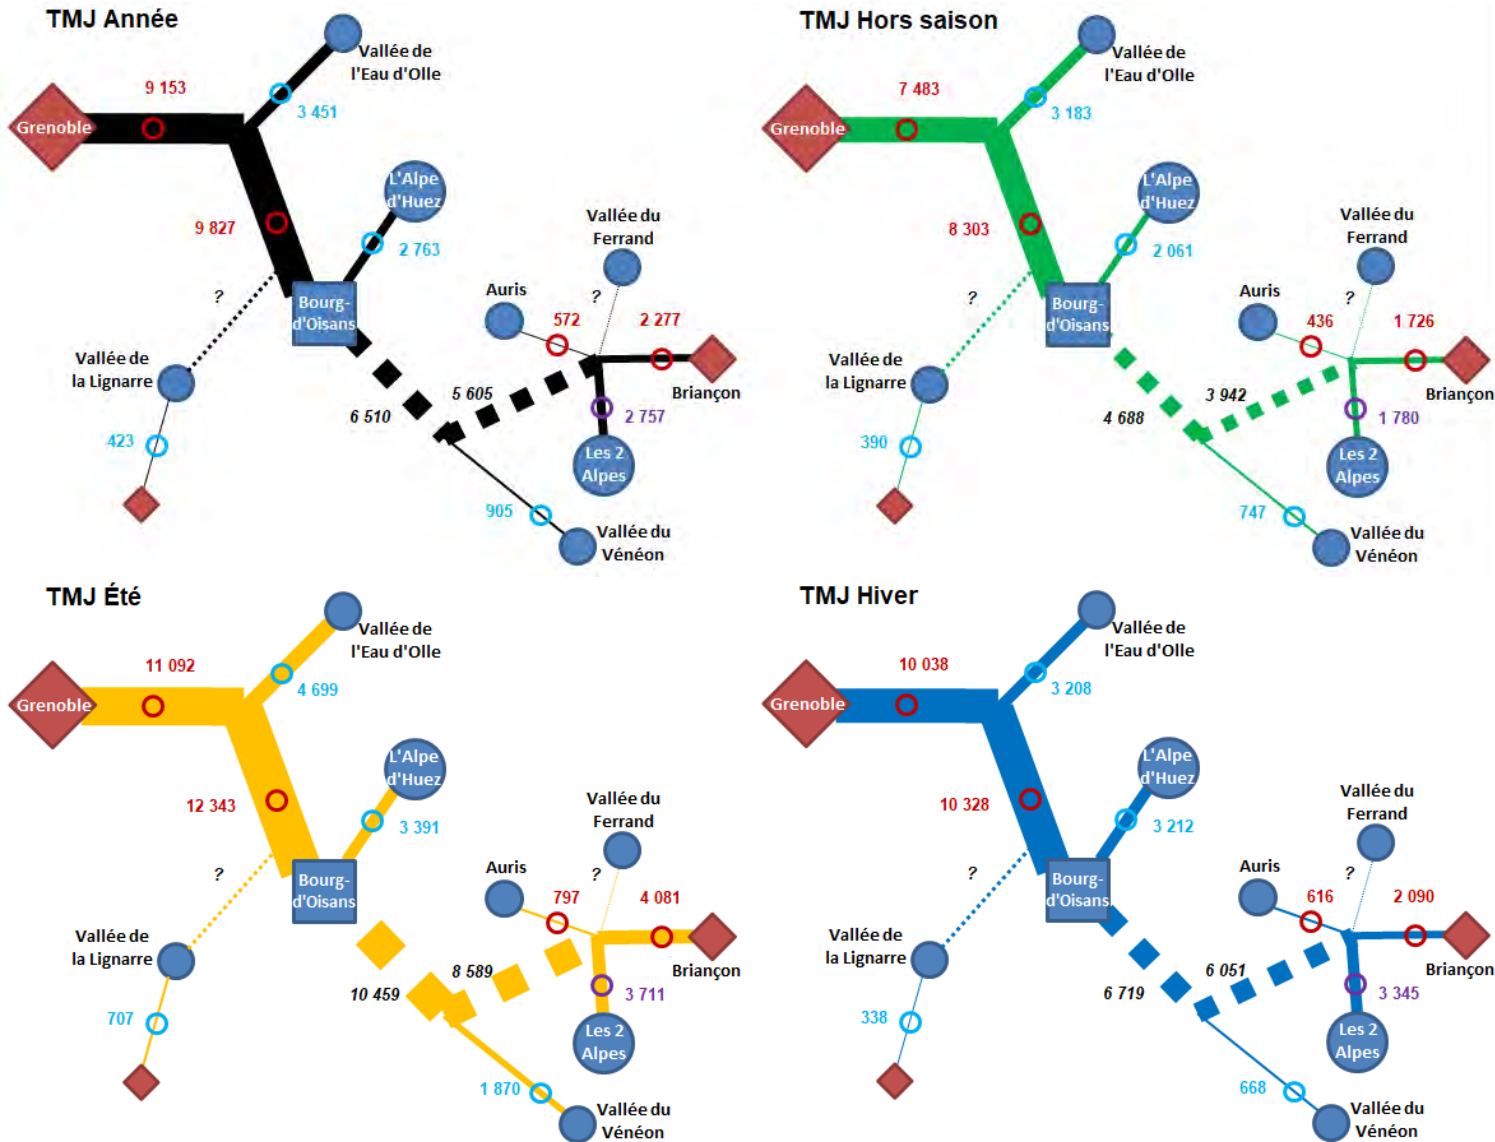 TMJ Année
Vallée de
l'Eau d'Olle
9 153
3 451
Grenoble
L'Alpe
d'Huez
9 827
2 763
Vallée du
Ferrand
?
Bourg-
d'Oisans
Auris
?
572
2 277
Vallée de
la Lignarre
5 605
6 510
Briançon
2 757
423
Les 2
Alpes
905
Vallée du
Vénéon
TMJ Hors saison
Vallée de
l'Eau d'Olle
7 483
3 183
Grenoble
L'Alpe
d'Huez
8 303
2 061
Vallée du
Ferrand
?
Bourg-
d'Oisans
Auris
?
436
1 726
Vallée de
la Lignarre
3 942
4 688
Briançon
1 780
390
Les 2
Alpes
747
Vallée du
Vénéon
TMJ Été
Vallée de
l'Eau d'Olle
11 092
4 699
Grenoble
L'Alpe
d'Huez
12 343
3 391
Vallée du
Ferrand
?
Bourg-
d'Oisans
Auris
?
797
4 081
Vallée de
la Lignarre
8 589
10 459
Briançon
3 711
707
Les 2
Alpes
1 870
Vallée du
Vénéon
TMJ Hiver
Vallée de
l'Eau d'Olle
10 038
3 208
Grenoble
L'Alpe
d'Huez
10 328
3 212
Vallée du
Ferrand
?
Bourg-
d'Oisans
Auris
?
616
2 090
Vallée de
la Lignarre
6 051
6 719
Briançon
3 345
338
Les 2
Alpes
668
Vallée du
Vénéon